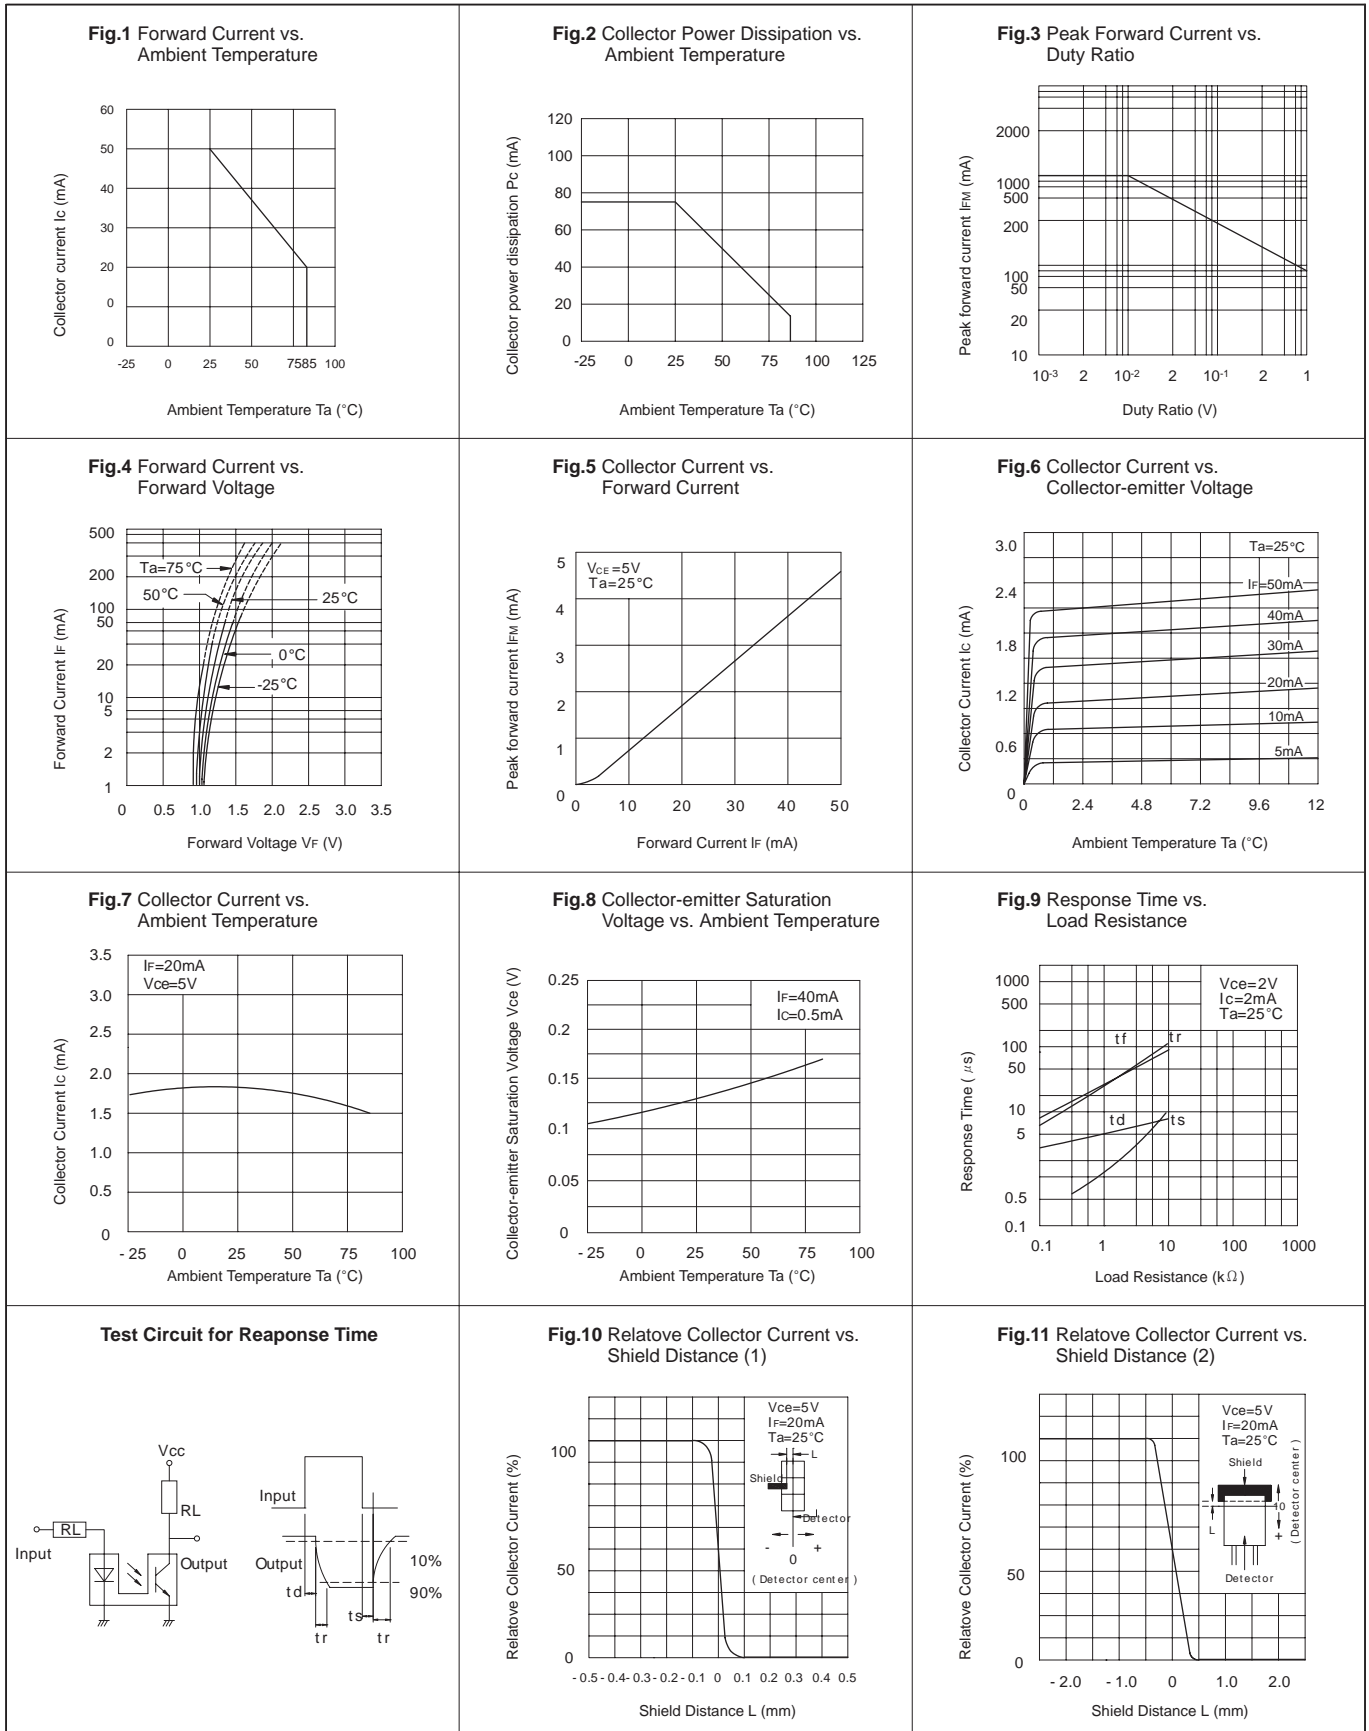 Fig.1 Forward Current vs.
Ambient Temperature
60
50
40
30
20
0
0
Collector current Ic (mA)
-25 0 25 50 7585 100
Ambient Temperature Ta (°C)
Fig.2 Collector Power Dissipation vs.
Ambient Temperature
120
100
80
60
40
20
0
Collector power dissipation Pc (mA)
-25 0 25 50 75 100 125
Ambient Temperature Ta (°C)
Fig.3 Peak Forward Current vs.
Duty Ratio
2000
1000
500
200
100
50
20
10
Peak forward current IFM (mA)
10-3 2 10-2 2 10-1 2 1
Duty Ratio (V)
Fig.4 Forward Current vs.
Forward Voltage
500
200
100
50
20
10
5
2
1
Forward Current IF (mA)
Ta=75°C
50°C
25°C
0°C
-25°C
0 0.5 1.0 1.5 2.0 2.5 3.0 3.5
Forward Voltage VF (V)
Fig.5 Collector Current vs.
Forward Current
5
4
3
2
1
0
Peak forward current IFM (mA)
VCE=5V
Ta=25°C
0 10 20 30 40 50
Forward Current IF (mA)
Fig.6 Collector Current vs.
Collector-emitter Voltage
3.0
2.4
1.8
1.2
0.6
0
Collector Current Ic (mA)
Ta=25°C
IF=50mA
40mA
30mA
20mA
10mA
5mA
0 2.4 4.8 7.2 9.6 12
Ambient Temperature Ta (°C)
Fig.7 Collector Current vs.
Ambient Temperature
3.5
3.0
2.5
2.0
1.5
1.0
0.5
0
Collector Current Ic (mA)
IF=20mA
Vce=5V
- 25 0 25 50 75 100
Ambient Temperature Ta (°C)
Fig.8 Collector-emitter Saturation
Voltage vs. Ambient Temperature
0.25
0.2
0.15
0.1
0.05
0
Collector-emitter Saturation Voltage Vce (V)
IF=40mA
IC=0.5mA
- 25 0 25 50 75 100
Ambient Temperature Ta (°C)
Fig.9 Response Time vs.
Load Resistance
1000
500
100
50
10
5
0.5
0.1
Response Time ( μs)
Vce=2V
Ic=2mA
Ta=25°C
tf tr
td ts
0.1 1 10 100 1000
Load Resistance (kΩ)
Test Circuit for Reaponse Time
Vcc
RL
RL
Input
Output
Input
Output
10%
90%
td
ts
tr tr
Fig.10 Relatove Collector Current vs.
Shield Distance (1)
100
50
0
Relatove Collector Current (%)
Vce=5V
IF=20mA
Ta=25°C
L
Shield
Detector
- 0 +
( Detector center )
- 0.5 - 0.4 - 0.3 - 0.2 - 0.1 0 0.1 0.2 0.3 0.4 0.5
Shield Distance L (mm)
Fig.11 Relatove Collector Current vs.
Shield Distance (2)
100
50
0
Relatove Collector Current (%)
Vce=5V
IF=20mA
Ta=25°C
Shield
-
0
+
L
( Detector center )
Detector
- 2.0 - 1.0 0 1.0 2.0
Shield Distance L (mm)